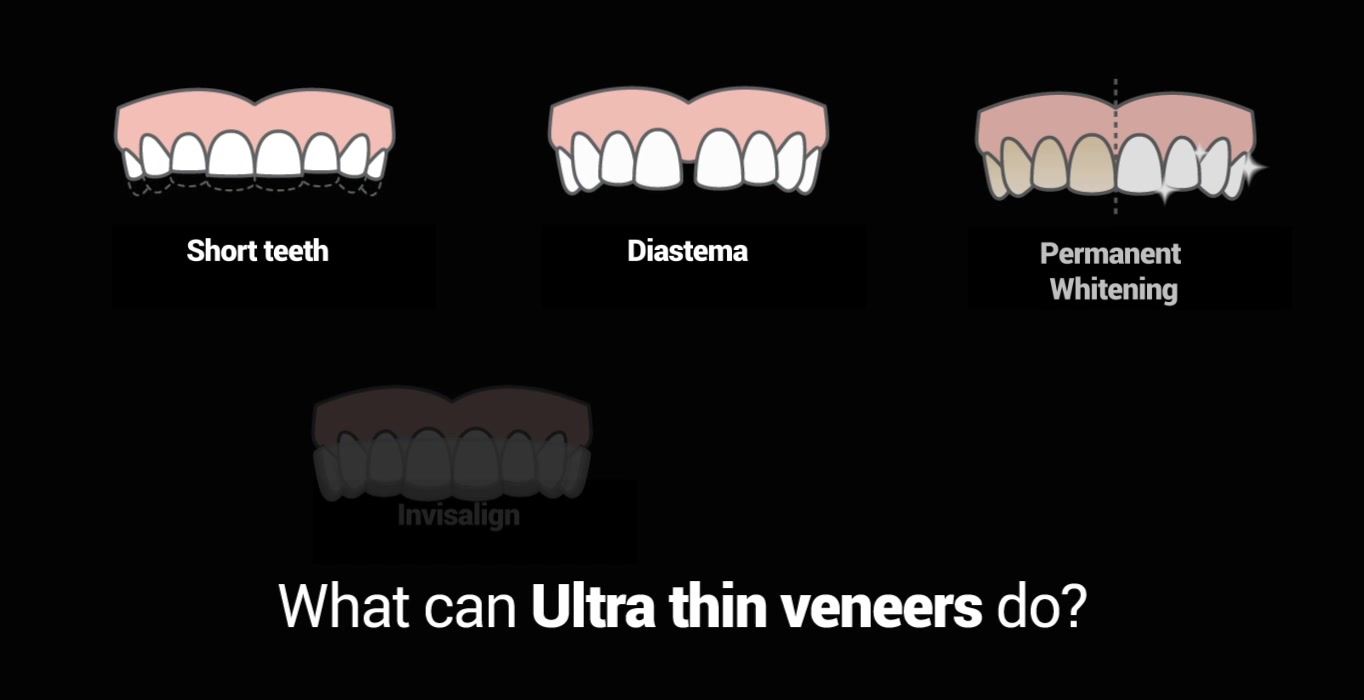 Short teeth
Diastema
Permanent
Whitening
Invisalign
What can Ultra thin veneers do?